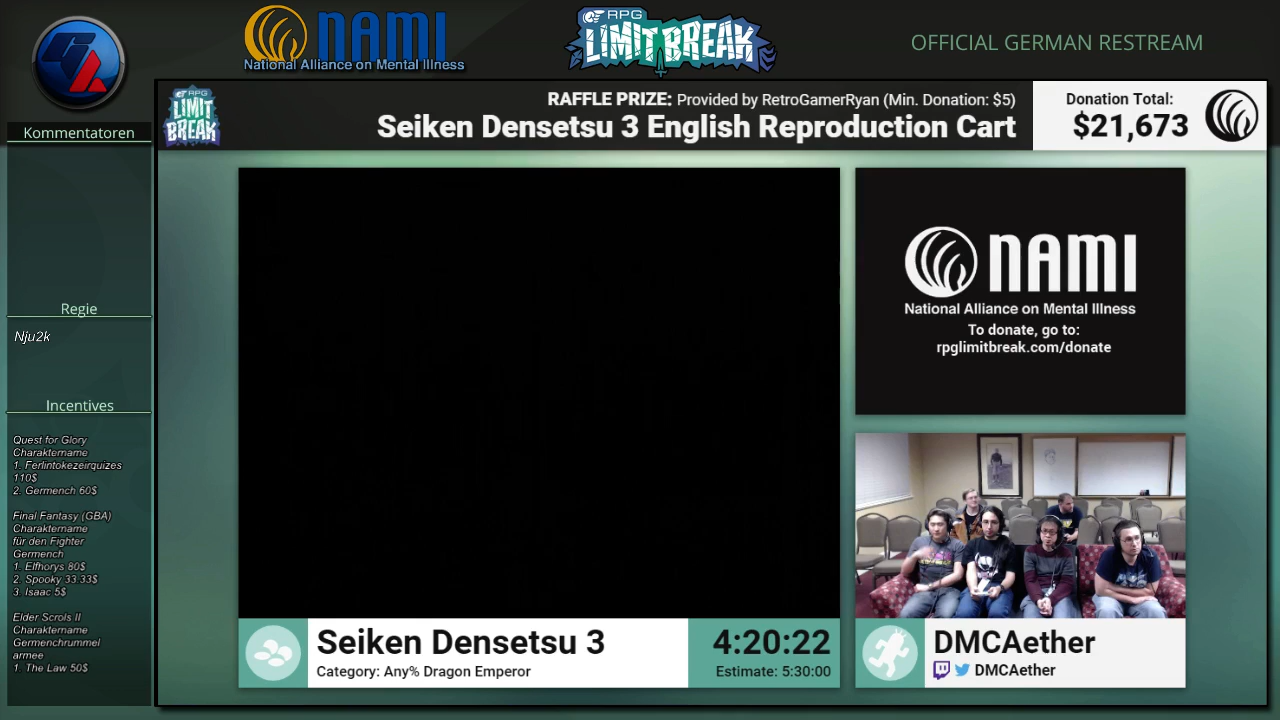 NAMI
National Alliance on Mental Illness
RPG
LIMIT BREAK
OFFICIAL GERMAN RESTREAM
Kommentatoren
Regie
Nju2k
Incentives
Quest for Glory
Charaktername
1. Ferlintokezeirquizes
110$
2. Germench 60$
Final Fantasy (GBA)
Charaktername
für den Fighter
Germench
1. Elfhorys 80$
2. Spooky 33.33$
3. Isaac 5$
Elder Scrols II
Charaktername
Germenchrummel
armee
1. The Law 50$
RPG
LIMIT
BREAK
RAFFLE PRIZE: Provided by RetroGamerRyan (Min. Donation: $5)
Seiken Densetsu 3 English Reproduction Cart
Donation Total:
$21,673
NAMI
National Alliance on Mental Illness
To donate, go to:
rpglimitbreak.com/donate
Seiken Densetsu 3
Category: Any% Dragon Emperor
4:20:22
Estimate: 5:30:00
DMCAether
DMCAether